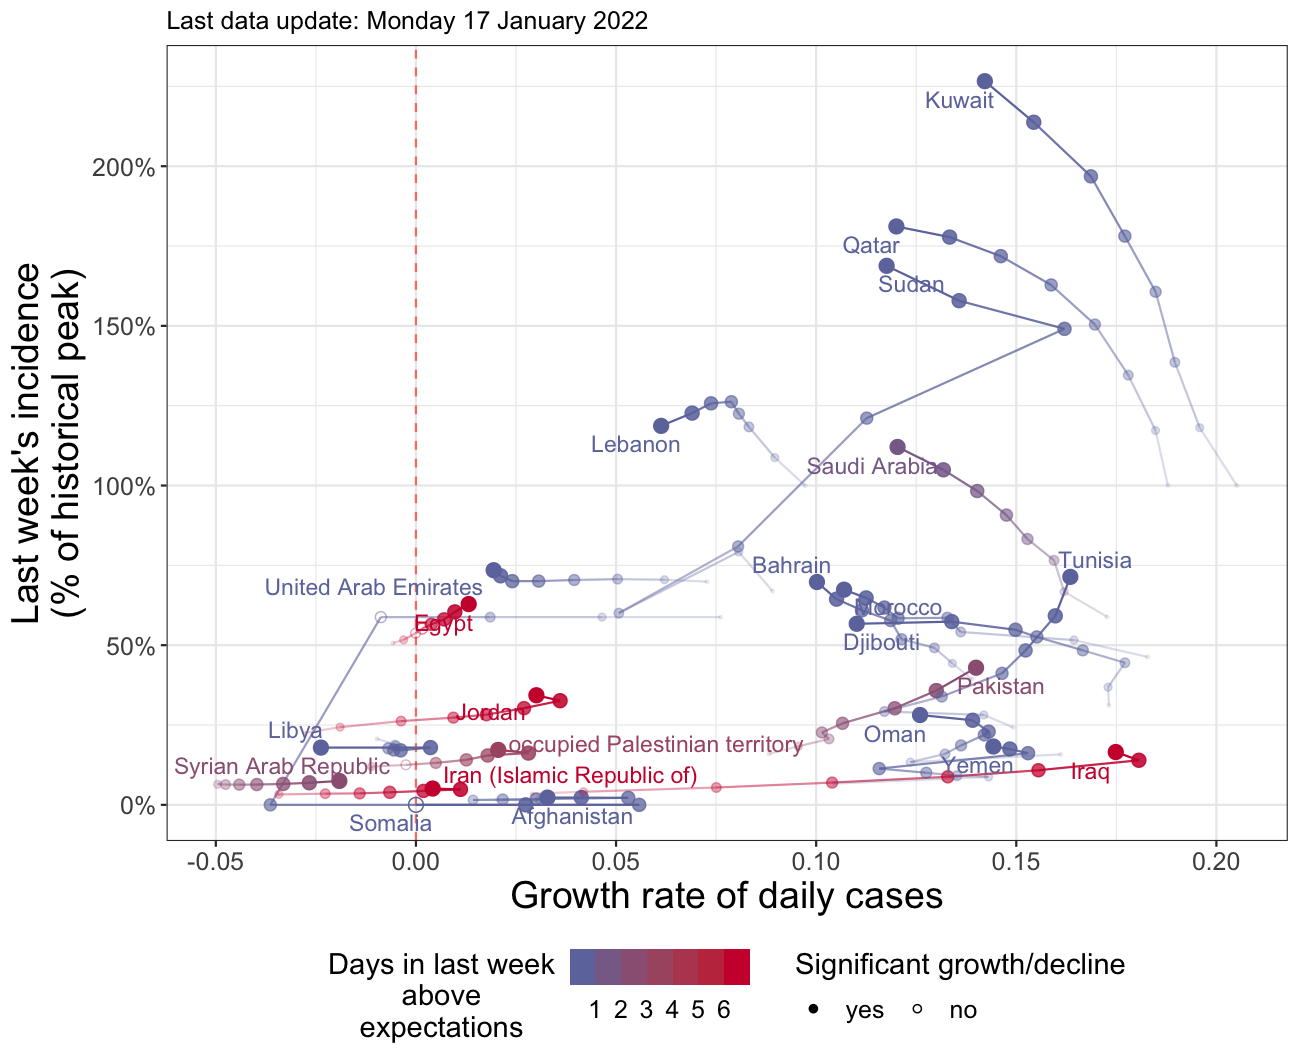 Last data update: Monday 17 January 2022
Last week's incidence
(% of historical peak)
200%
150%
100%
50%
0%
Kuwait
Qatar
Sudan
Lebanon
Saudi Arabia
Tunisia
Bahrain
United Arab Emirates
Morocco
Egypt
Djibouti
Pakistan
Jordan
Libya
Oman
occupied Palestinian territory
Syrian Arab Republic
Yemen
Iran (Islamic Republic of)
Iraq
Somalia
Afghanistan
-0.05
0.00
0.05
0.10
0.15
0.20
Growth rate of daily cases
Days in last week
above
expectations
1 2 3 4 5 6
Significant growth/decline
yes
no